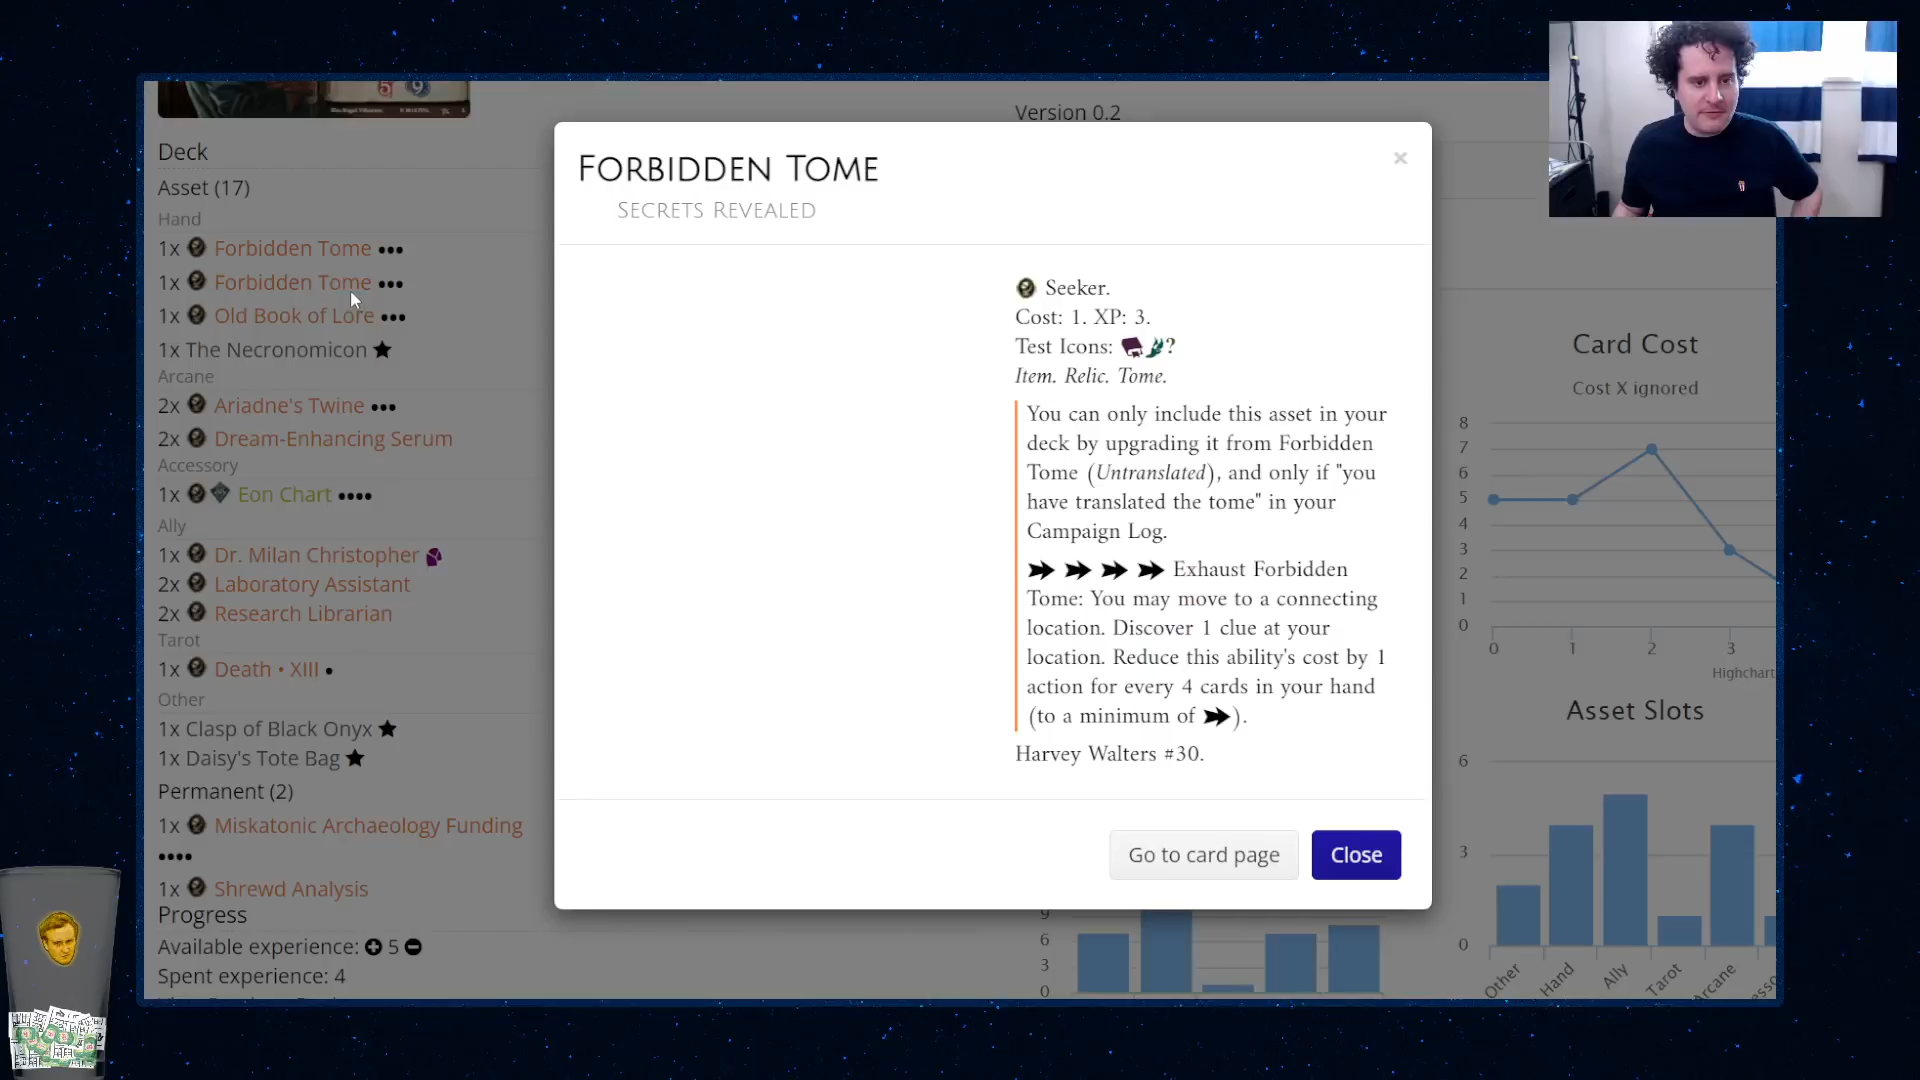 Version 0.2
Deck
Asset (17)
Hand
1x Forbidden Tome
1x Forbidden Tome
1x Old Book of Lore
1x The Necronomicon
Arcane
2x Ariadne's Twine
2x Dream-Enhancing Serum
Accessory
1x Eon Chart
Ally
1x Dr. Milan Christopher
2x Laboratory Assistant
2x Research Librarian
Tarot
1x Death • XIII
Other
1x Clasp of Black Onyx
1x Daisy's Tote Bag
Permanent (2)
1x Miskatonic Archaeology Funding
1x Shrewd Analysis
Progress
Available experience: 5
Spent experience: 4
Forbidden Tome
Secrets Revealed
×
Seeker.
Cost: 1. XP: 3.
Test Icons: ?
Item. Relic. Tome.
You can only include this asset in your
deck by upgrading it from Forbidden
Tome (Untranslated), and only if "you
have translated the tome" in your
Campaign Log.
Exhaust Forbidden
Tome: You may move to a connecting
location. Discover 1 clue at your
location. Reduce this ability's cost by 1
action for every 4 cards in your hand
(to a minimum of ).
Harvey Walters #30.
Go to card page
Close
Card Cost
Cost X ignored
8
7
6
5
4
3
2
1
0
0 1 2 3
Highchart
Asset Slots
6
3
0
Other Hand Ally Tarot Arcane
9
6
3
0